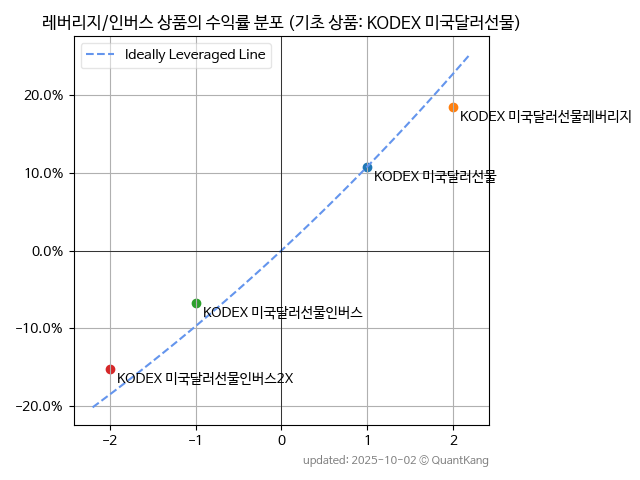 레버리지/인버스 상품의 수익률 분포 (기초 상품: KODEX 미국달러선물)
Ideally Leveraged Line
20.0%
KODEX 미국달러선물레버리지
10.0%
KODEX 미국달러선물
0.0%
KODEX 미국달러선물인버스
-10.0%
KODEX 미국달러선물인버스2X
-20.0%
-2 -1 0 1 2
updated: 2025-10-02 © QuantKang